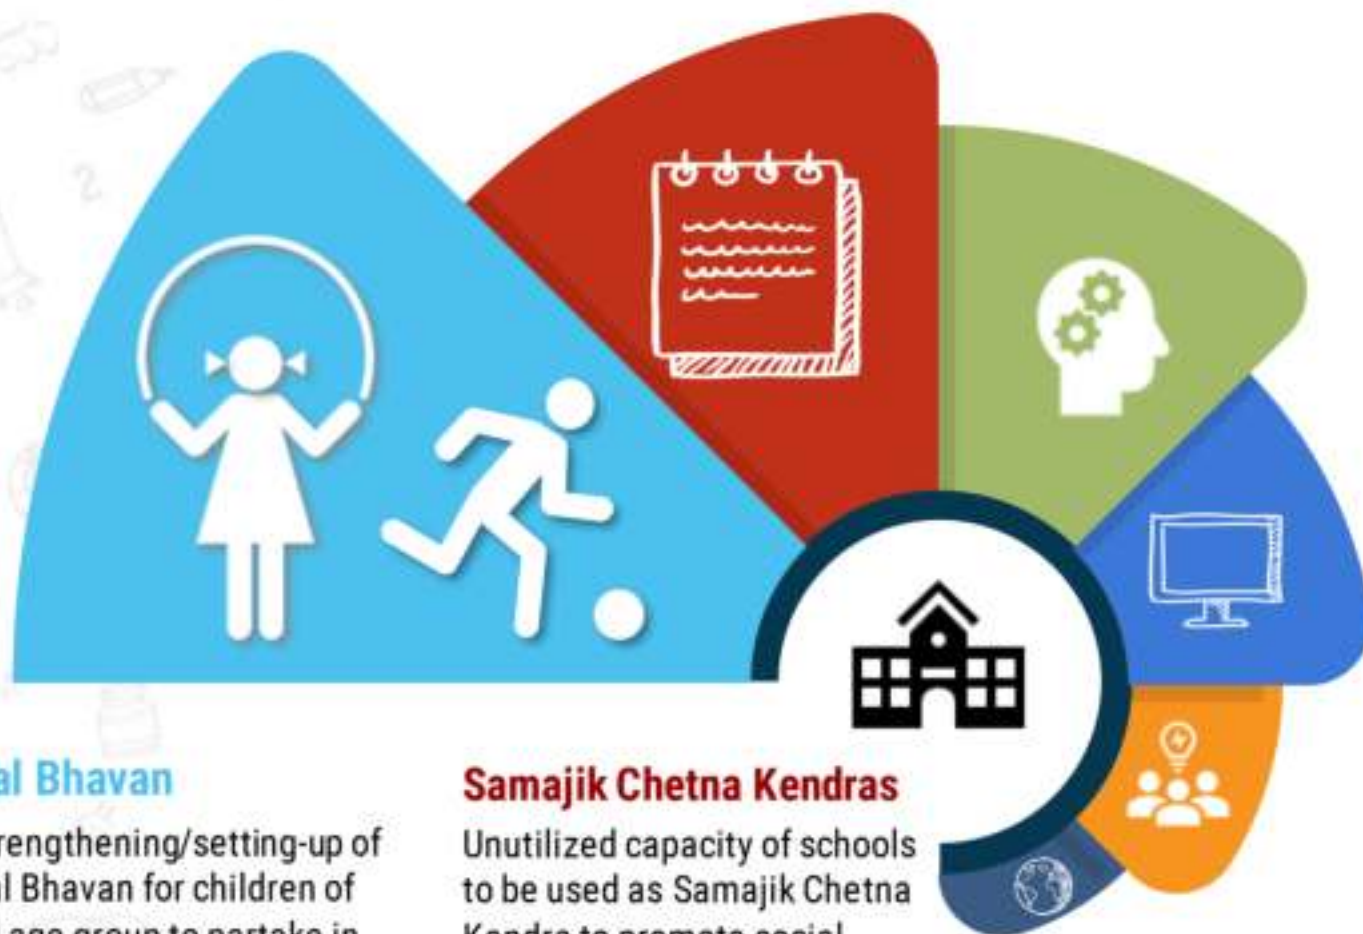 al Bhavan
rengthening/setting-up of
al Bhavan for children of
Samajik Chetna Kendras
Unutilized capacity of schools
to be used as Samajik Chetna
2